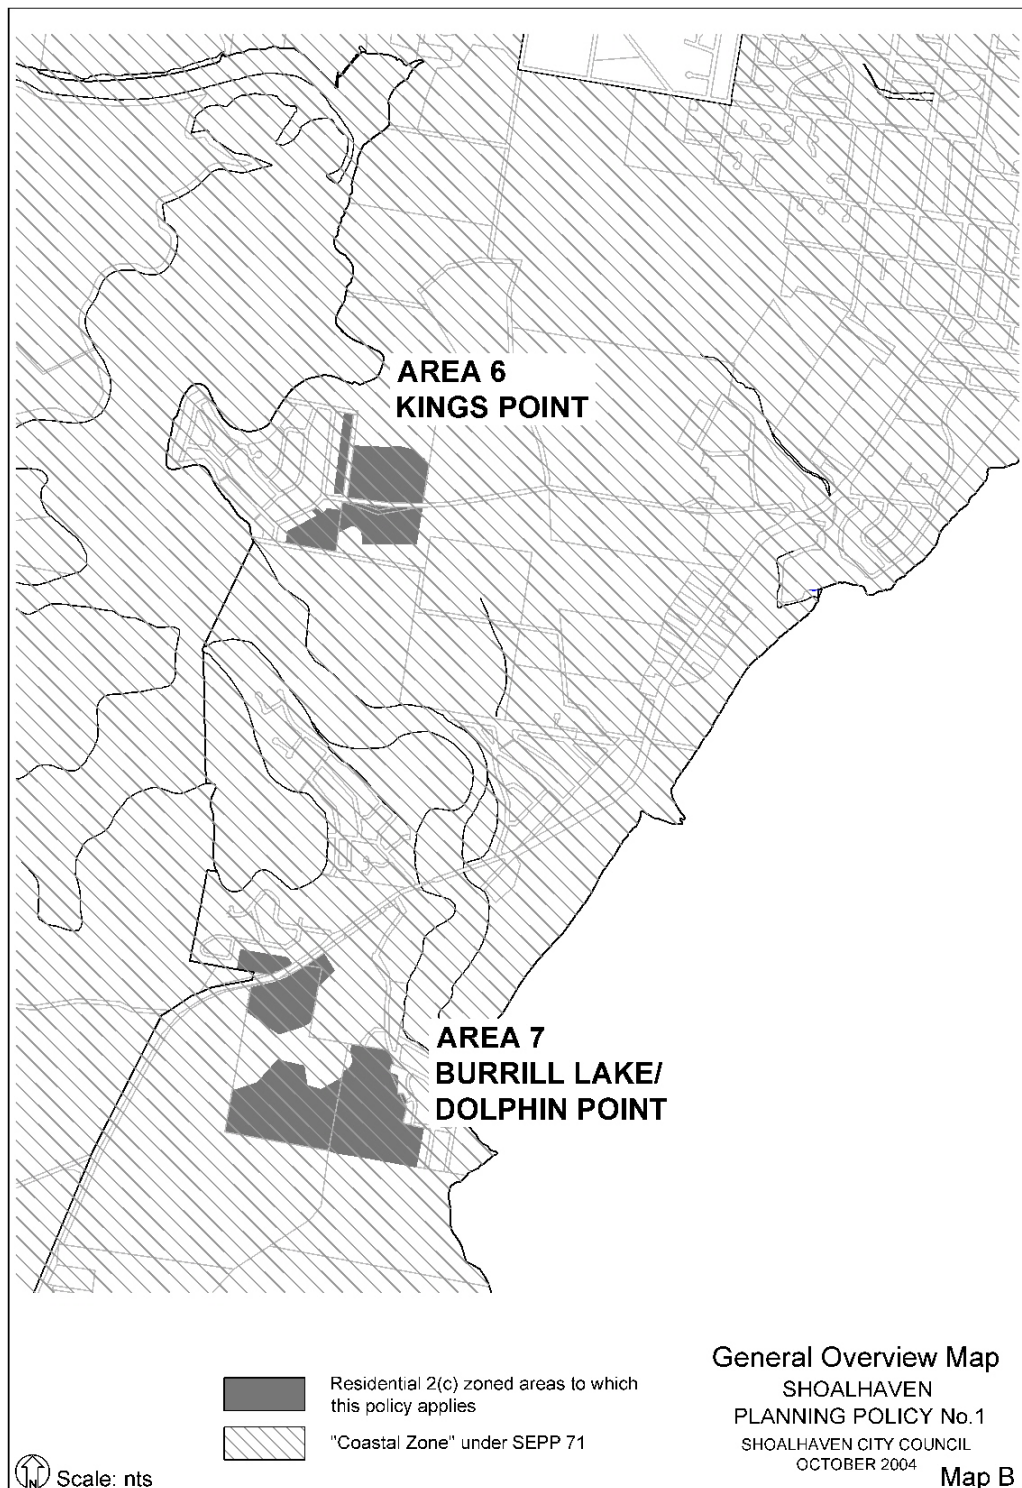 AREA 6
KINGS POINT
AREA 7
BURRILL LAKE/
DOLPHIN POINT
Residential 2(c) zoned areas to which
this policy applies
"Coastal Zone" under SEPP 71
General Overview Map
SHOALHAVEN
PLANNING POLICY No.1
SHOALHAVEN CITY COUNCIL
OCTOBER 2004
Map B
N
Scale: nts